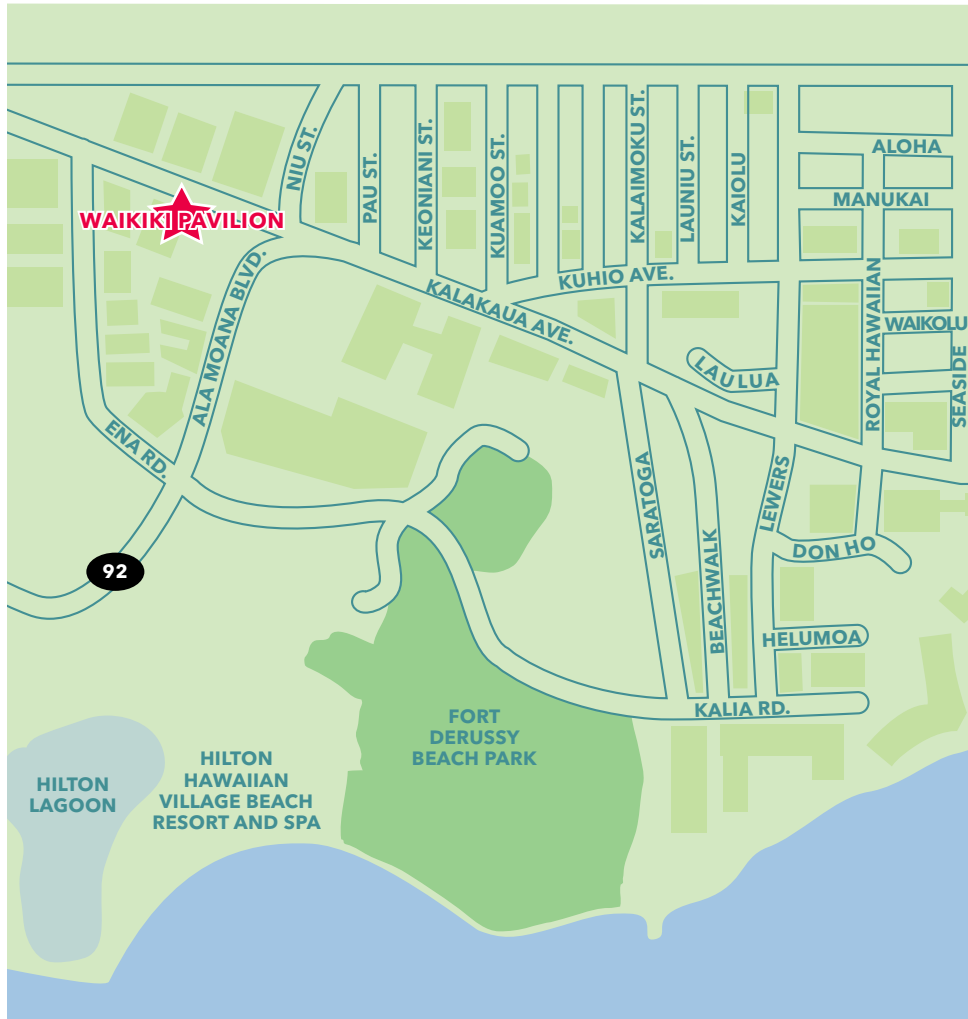 NIU ST.
PAU ST.
KEONIANI ST.
KUAMOO ST.
KALAIMOKU ST.
LAUNIU ST.
KAIOLU
ALOHA
MANUKAI
WAIKIKI PAVILION
KUHIO AVE.
KALAKAUA AVE.
ALA MOANA BLVD.
ROYAL HAWAIIAN
WAIKOLU
SEASIDE
LAULUA
ENA RD.
SARATOGA
BEACHWALK
LEWERS
DON HO
92
HELUMOA
KALIA RD.
FORT
DERUSSY
BEACH PARK
HILTON
LAGOON
HILTON
HAWAIIAN
VILLAGE BEACH
RESORT AND SPA